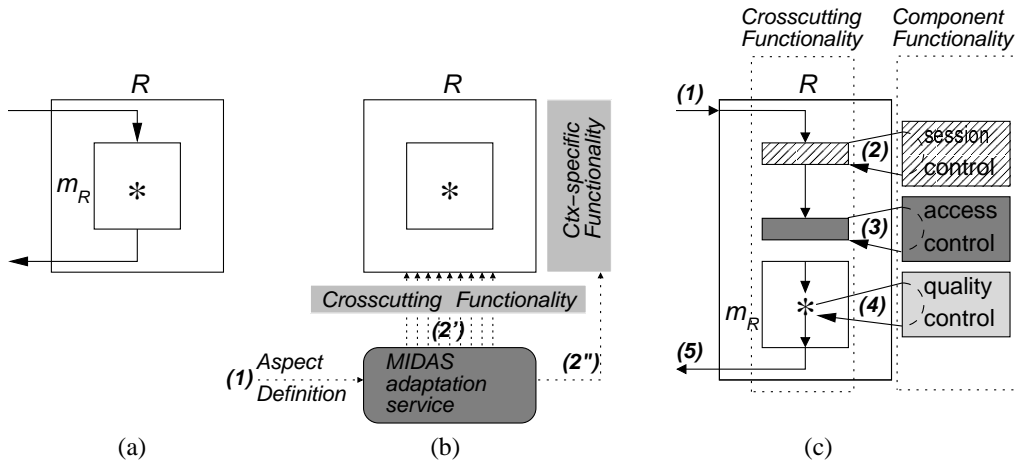 R
m_R
*
(a)
R
*
Ctx–specific
Functionality
Crosscutting Functionality
(2')
(1)
Aspect
Definition
MIDAS
adaptation
service
(2")
(b)
Crosscutting
Functionality
Component
Functionality
R
(1)
(2)
session
control
(3)
access
control
m_R
*
(4)
quality
control
(5)
(c)